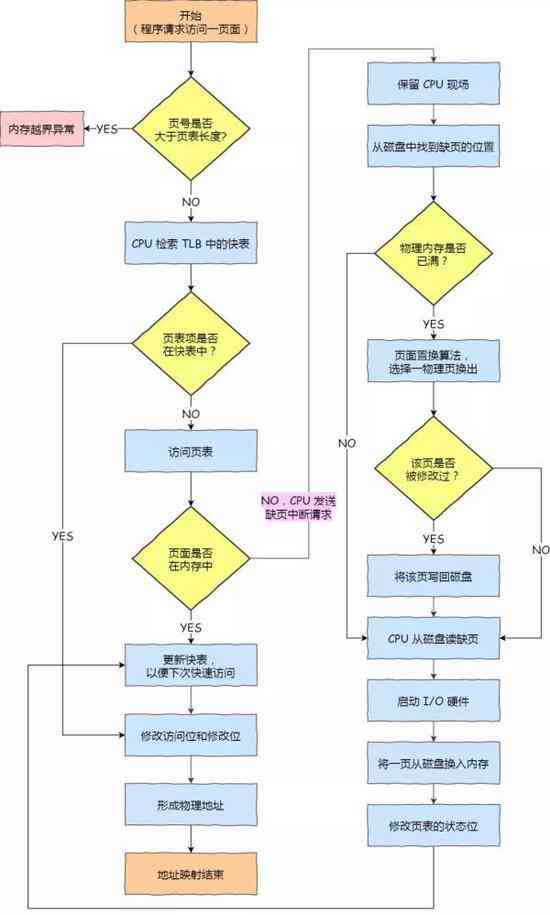 开始
（程序请求访问一页面）
页号是否
大于页表长度?
YES
内存越界异常
NO
CPU 检索 TLB 中的快表
页表项是否
在快表中？
NO
YES
访问页表
页面是否
在内存中
YES
NO，CPU 发送
缺页中断请求
更新快表，
以便下次快速访问
修改访问位和修改位
形成物理地址
地址映射结束
保留 CPU 现场
从磁盘中找到缺页的位置
物理内存是否
已满？
YES
NO
页面置换算法，
选择一物理页换出
该页是否
被修改过？
YES
NO
将该页写回磁盘
CPU 从磁盘读缺页
启动 I/O 硬件
将一页从磁盘换入内存
修改页表的状态位